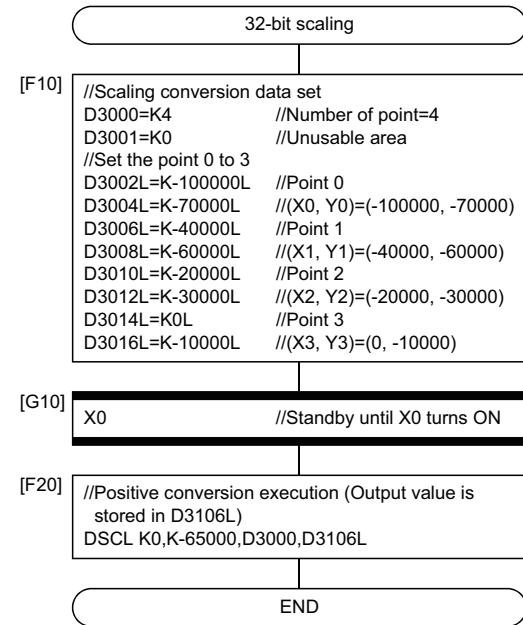 32-bit scaling
[F10]
//Scaling conversion data set
D3000=K4 //Number of point=4
D3001=K0 //Unusable area
//Set the point 0 to 3
D3002L=K-100000L //Point 0
D3004L=K-70000L //(X0, Y0)=(-100000, -70000)
D3006L=K-40000L //Point 1
D3008L=K-60000L //(X1, Y1)=(-40000, -60000)
D3010L=K-20000L //Point 2
D3012L=K-30000L //(X2, Y2)=(-20000, -30000)
D3014L=K0L //Point 3
D3016L=K-10000L //(X3, Y3)=(0, -10000)
[G10]
X0 //Standby until X0 turns ON
[F20]
//Positive conversion execution (Output value is
stored in D3106L)
DSCL K0,K-65000,D3000,D3106L
END